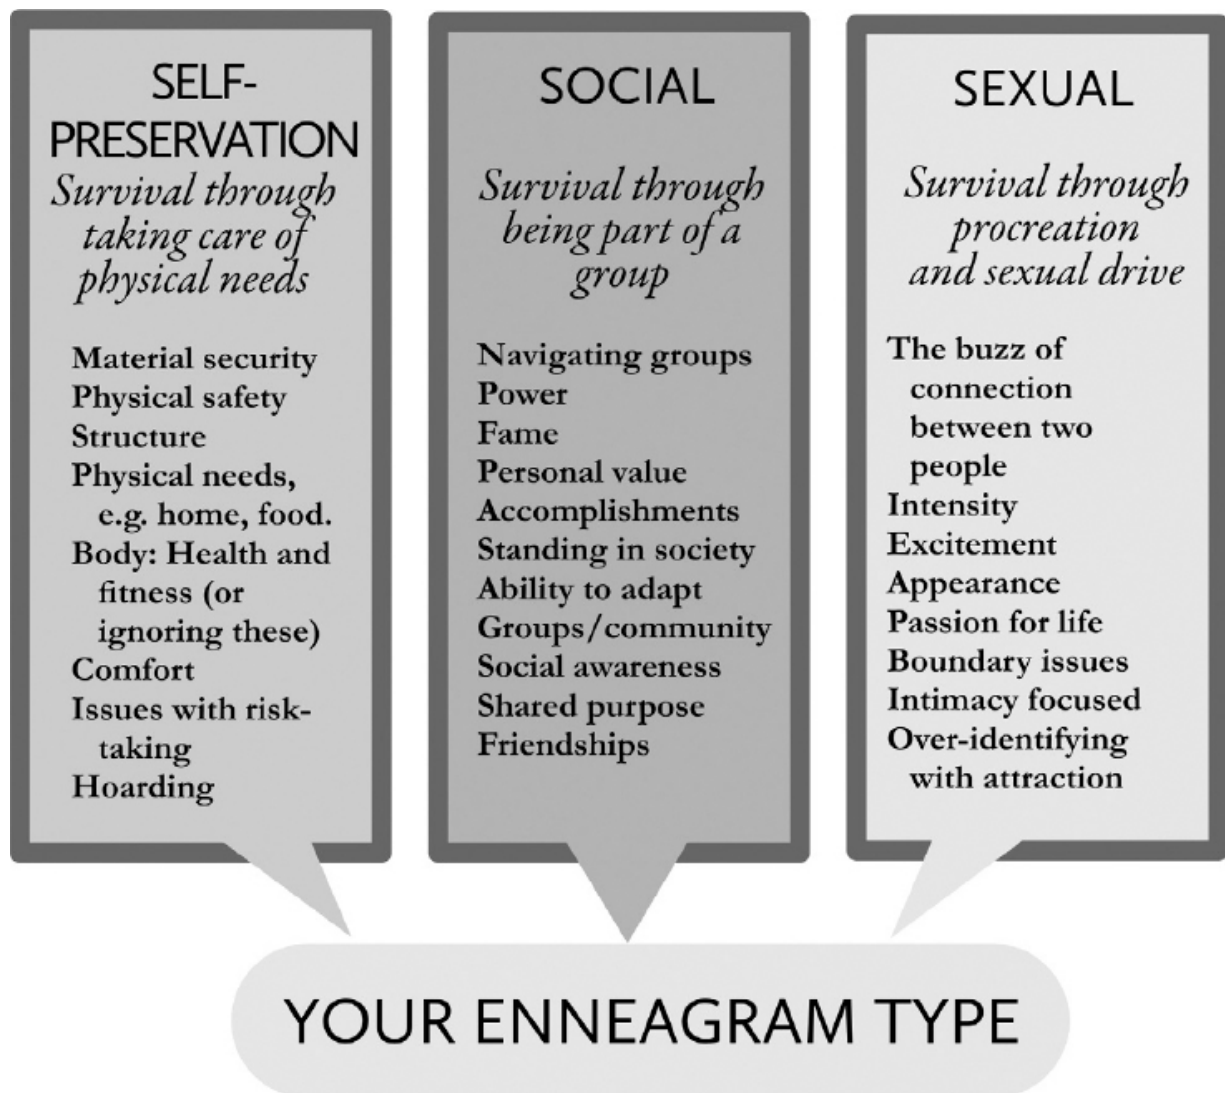 SELF-
PRESERVATION
Survival through
taking care of
physical needs
Material security
Physical safety
Structure
Physical needs,
e.g. home, food.
Body: Health and
fitness (or
ignoring these)
Comfort
Issues with risk-
taking
Hoarding
SOCIAL
Survival through
being part of a
group
Navigating groups
Power
Fame
Personal value
Accomplishments
Standing in society
Ability to adapt
Groups/community
Social awareness
Shared purpose
Friendships
SEXUAL
Survival through
procreation
and sexual drive
The buzz of
connection
between two
people
Intensity
Excitement
Appearance
Passion for life
Boundary issues
Intimacy focused
Over-identifying
with attraction
YOUR ENNEAGRAM TYPE